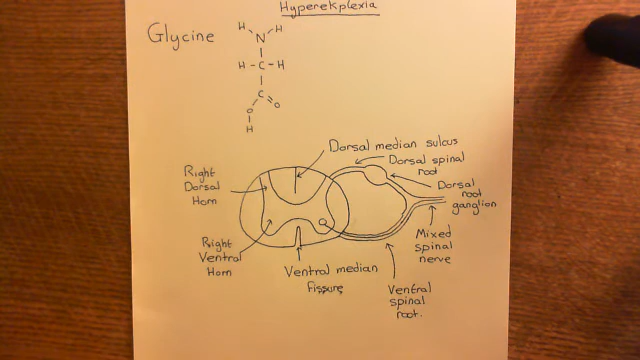 Hyperekplexia
Glycine
H H
N
H-C-H
C
O O
H
Dorsal median sulcus
Dorsal spinal
root
Right
Dorsal
Horn
Dorsal
root
ganglion
Right
Ventral
Horn
Mixed
spinal
nerve
Ventral median
Fissure
Ventral
spinal
root.